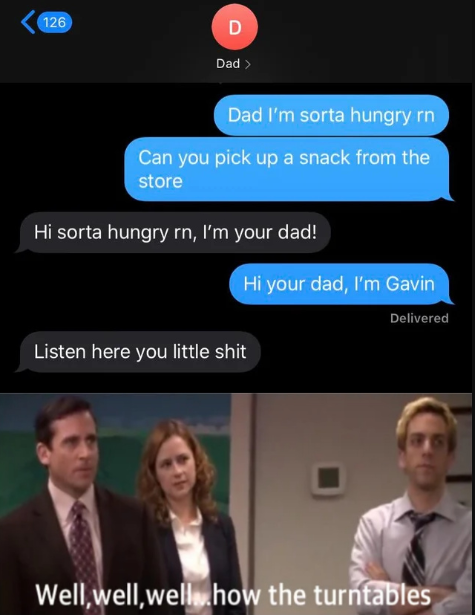 126
D
Dad >
Dad I'm sorta hungry rn
Can you pick up a snack from the
store
Hi sorta hungry rn, I'm your dad!
Hi your dad, I'm Gavin
Delivered
Listen here you little shit
Well,well,well...how the turntables